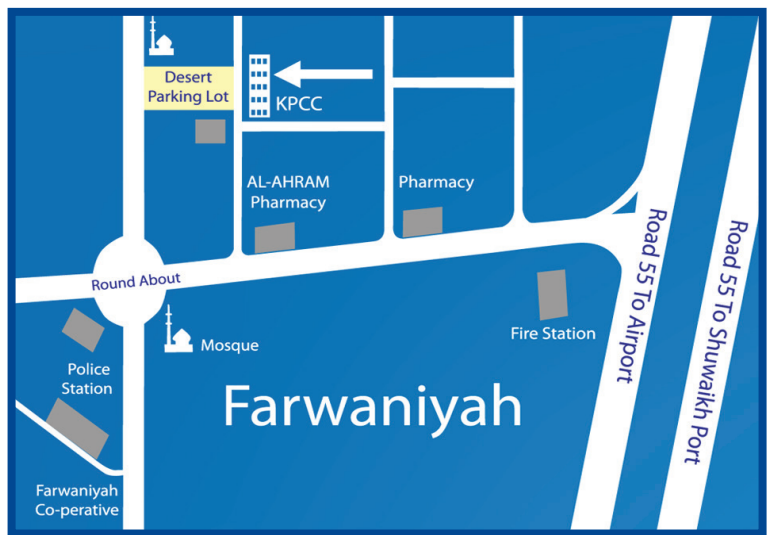 Desert
Parking Lot
KPCC
AL-AHRAM
Pharmacy
Pharmacy
Round About
Mosque
Police
Station
Farwaniyah
Co-perative
Fire Station
Farwaniyah
Road 55 To Airport
Road 55 To Shuwaikh Port